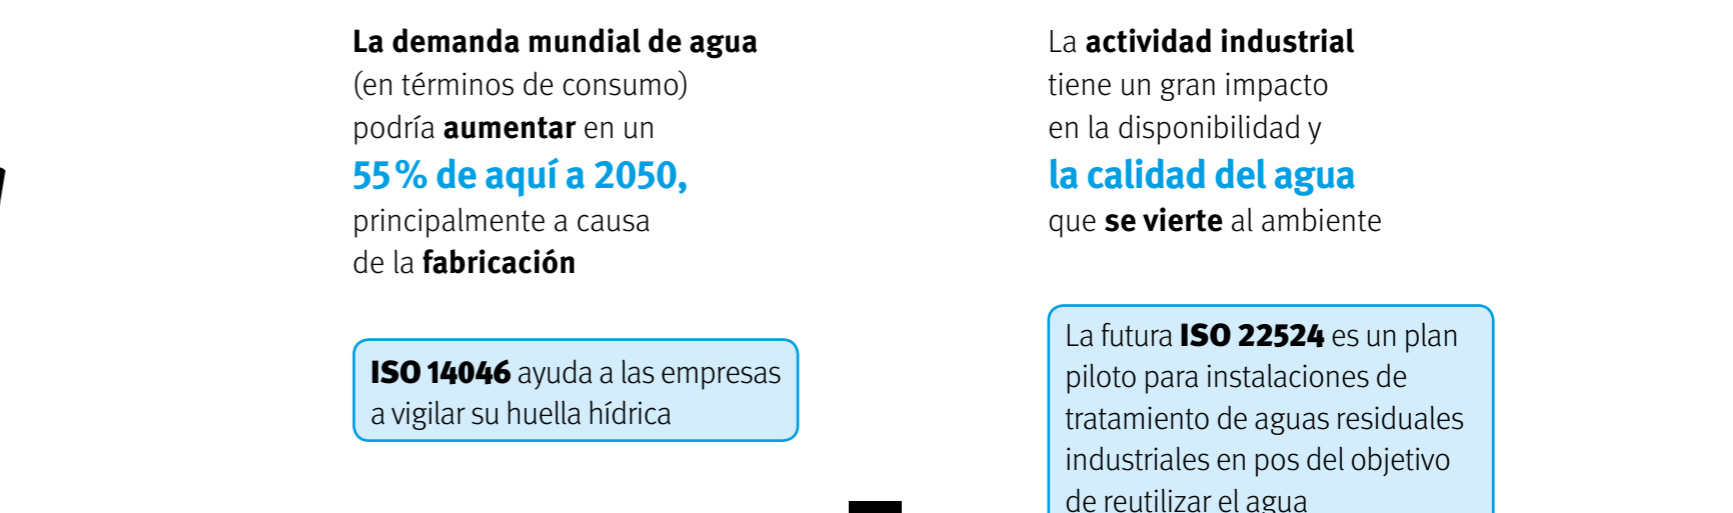 La demanda mundial de agua
(en términos de consumo)
podría aumentar en un
55 % de aquí a 2050,
principalmente a causa
de la fabricación
ISO 14046 ayuda a las empresas
a vigilar su huella hídrica
La actividad industrial
tiene un gran impacto
en la disponibilidad y
la calidad del agua
que se vierte al ambiente
La futura ISO 22524 es un plan
piloto para instalaciones de
tratamiento de aguas residuales
industriales en pos del objetivo
de reutilizar el agua